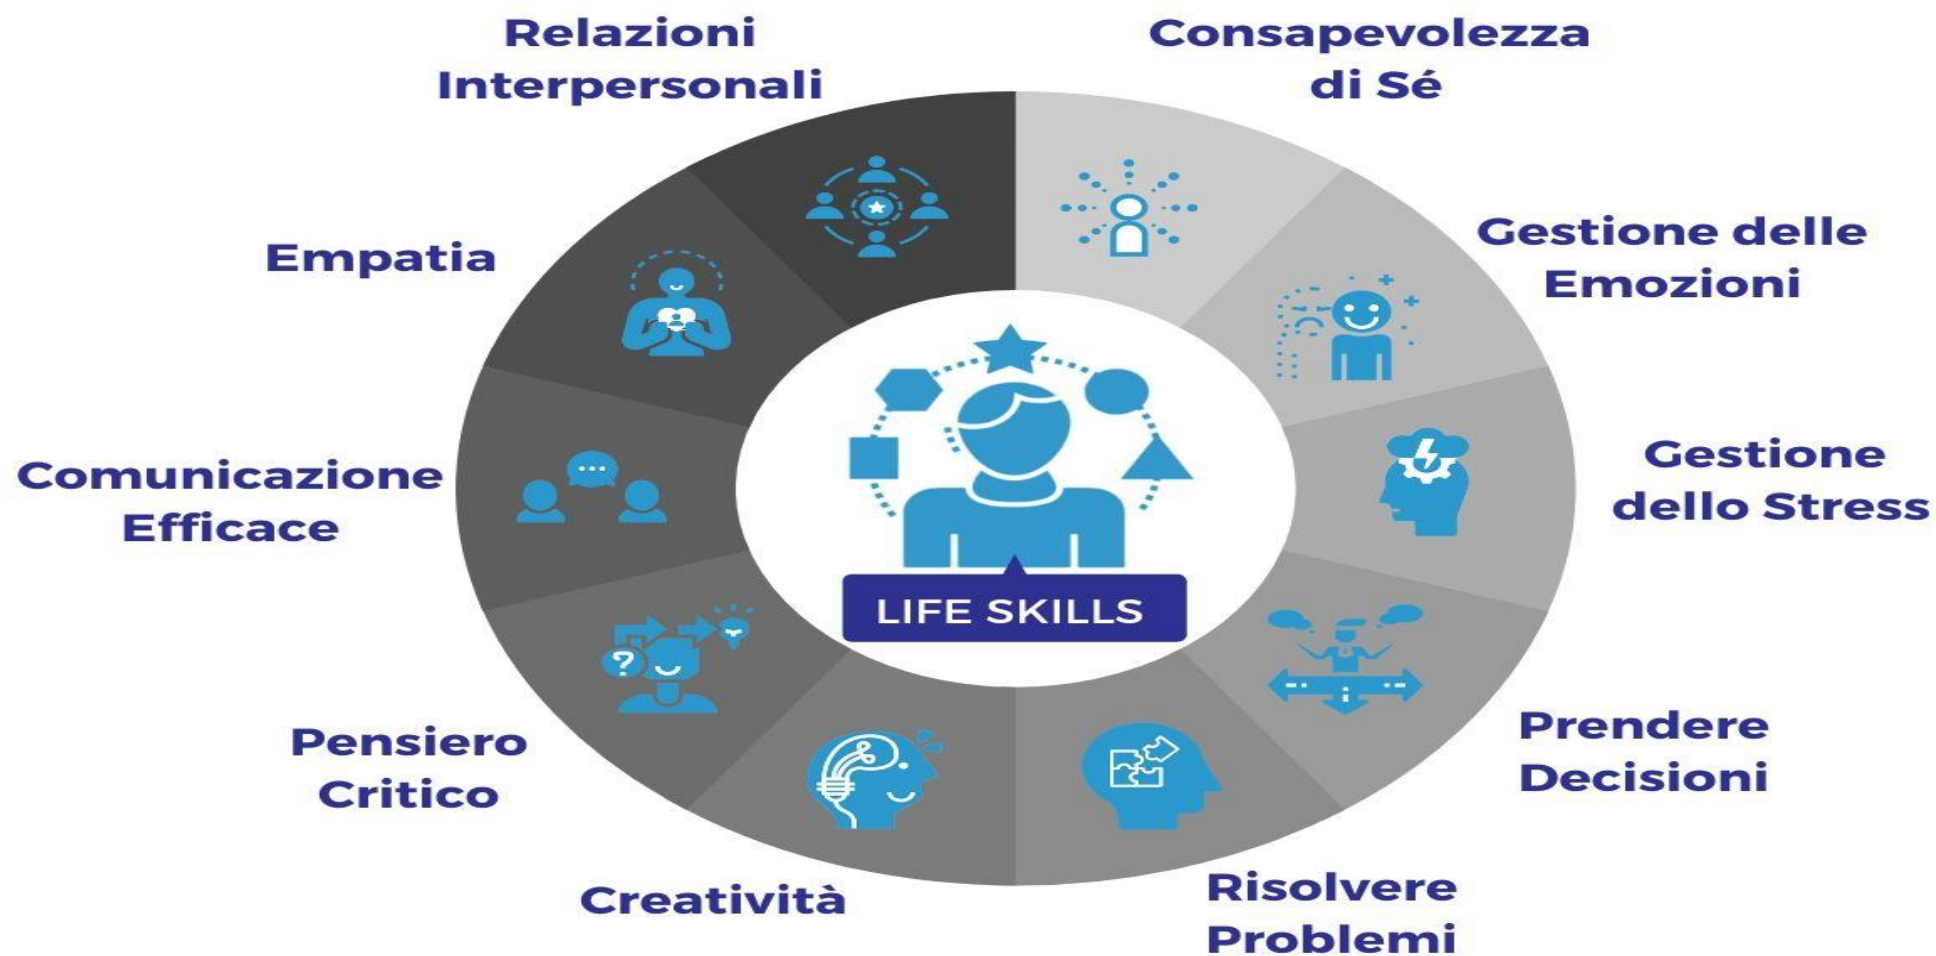 Relazioni
Interpersonali
Consapevolezza
di Sé
Gestione delle
Emozioni
Empatia
Gestione
dello Stress
Comunicazione
Efficace
LIFE SKILLS
?
Prendere
Decisioni
Pensiero
Critico
Creatività
Risolvere
Problemi